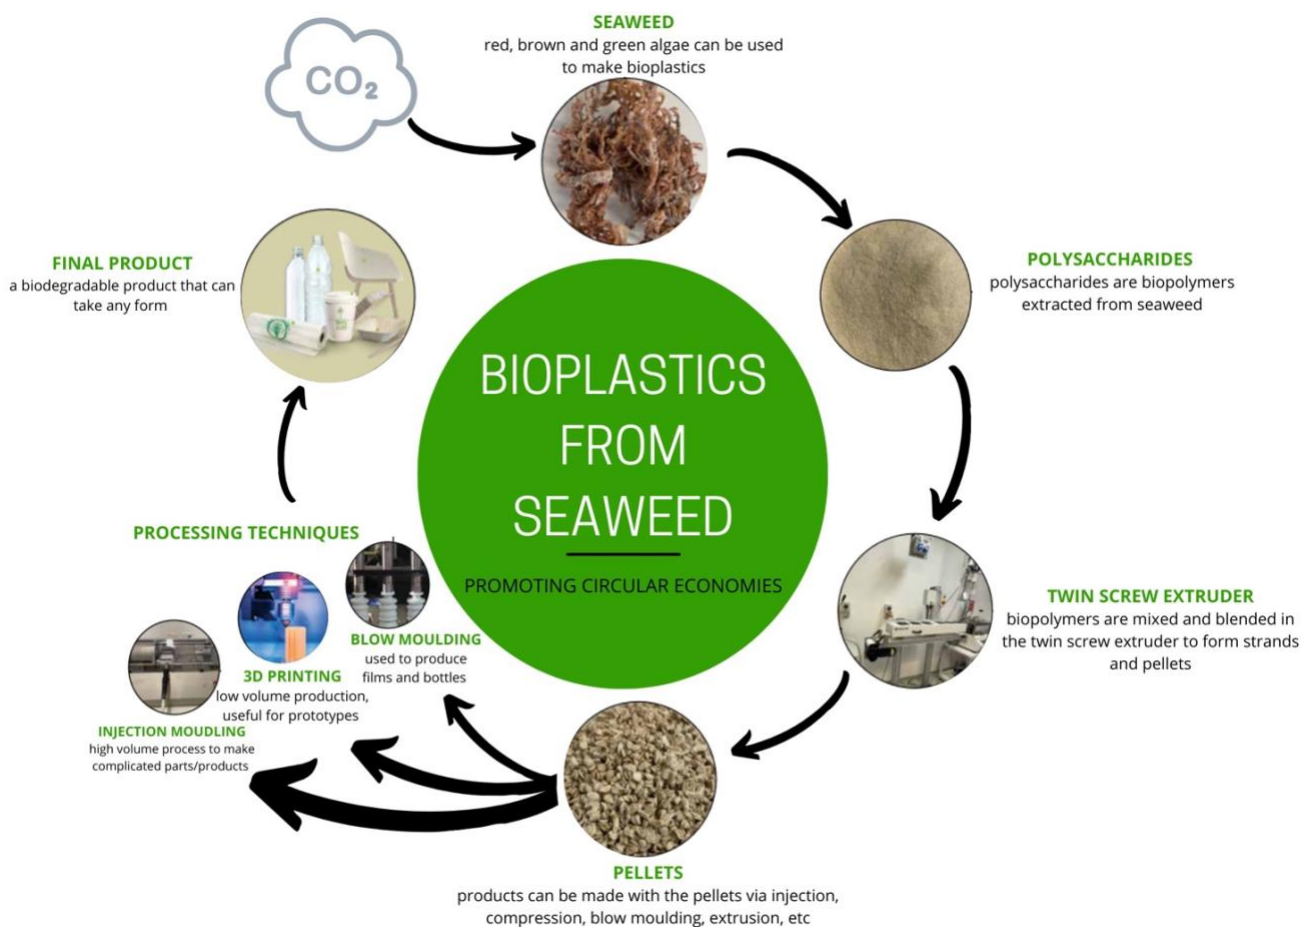 CO₂
SEAWEED
red, brown and green algae can be used
to make bioplastics
POLYSACCHARIDES
polysaccharides are biopolymers
extracted from seaweed
TWIN SCREW EXTRUDER
biopolymers are mixed and blended in
the twin screw extruder to form strands
and pellets
PELLETS
products can be made with the pellets via injection,
compression, blow moulding, extrusion, etc
PROCESSING TECHNIQUES
BLOW MOULDING
used to produce
films and bottles
3D PRINTING
low volume production,
useful for prototypes
INJECTION MOUDLING
high volume process to make
complicated parts/products
FINAL PRODUCT
a biodegradable product that can
take any form
BIOPLASTICS
FROM
SEAWEED
PROMOTING CIRCULAR ECONOMIES